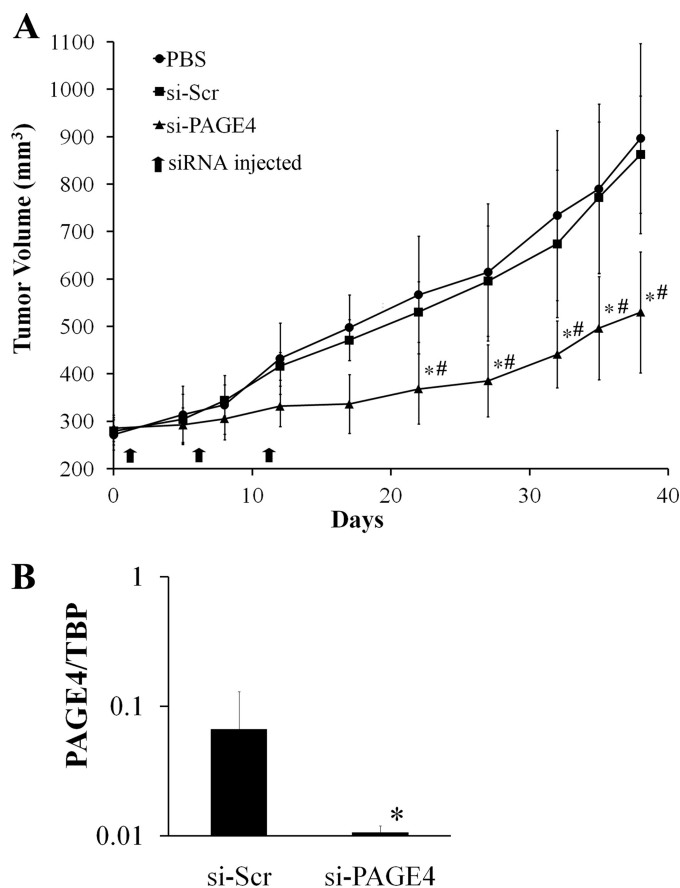 A
Tumor Volume (mm³)
1100
1000
900
800
700
600
500
400
300
200
PBS
si-Scr
si-PAGE4
siRNA injected
*#
*#
*#
*#
*#
0
10
20
30
40
Days
B
PAGE4/TBP
1
0.1
0.01
*
si-Scr
si-PAGE4